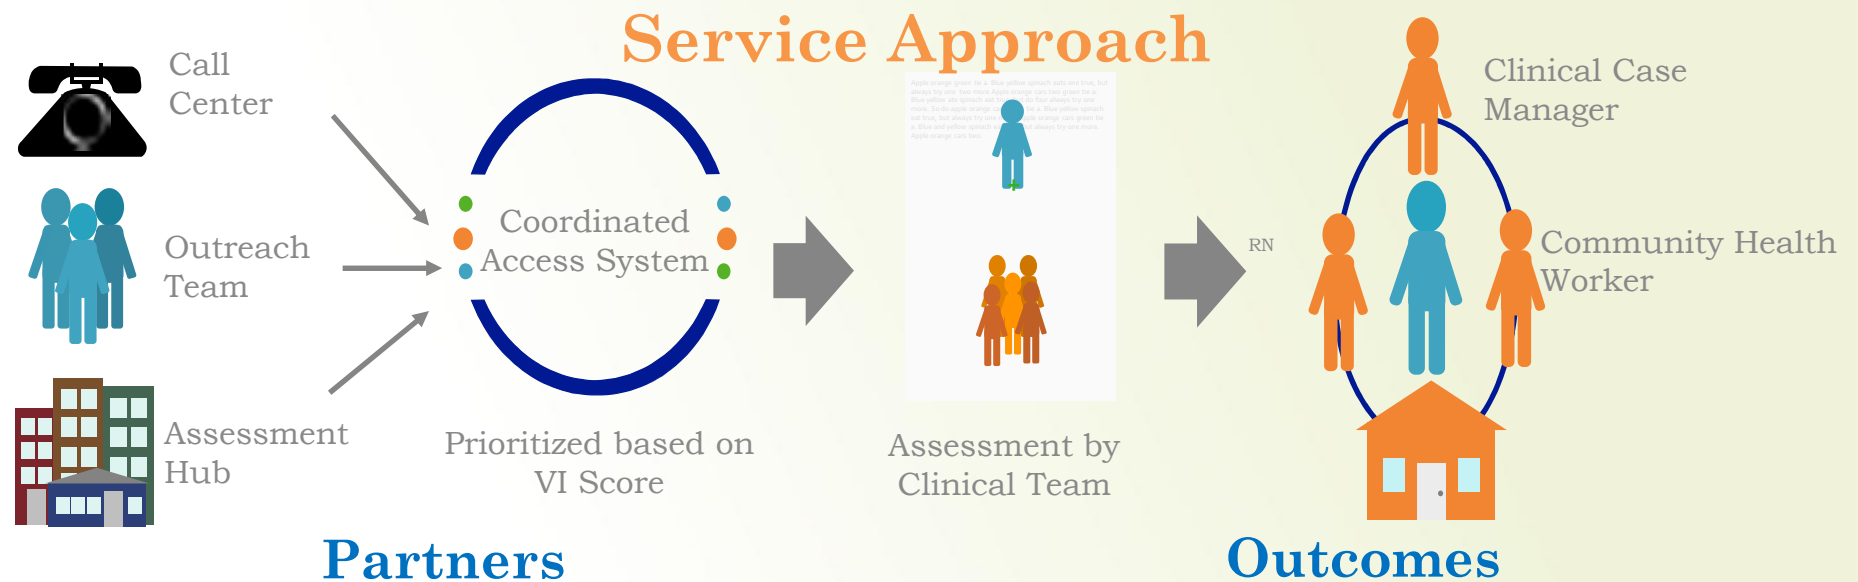 Service Approach
Call
Center
Outreach
Team
Assessment
Hub
Coordinated
Access System
Prioritized based on
VI Score
Assessment by
Clinical Team
RN
Clinical Case
Manager
Community Health
Worker
Partners
Outcomes